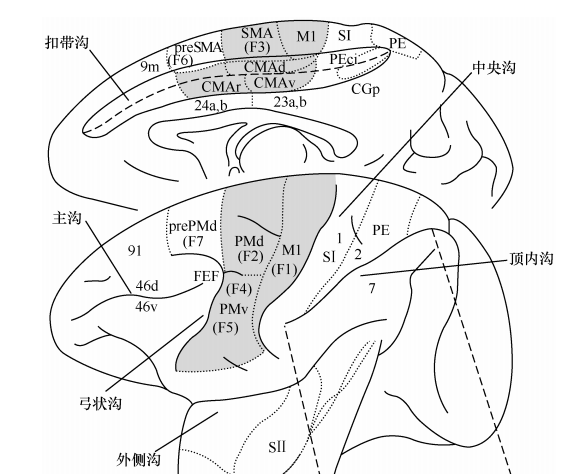 扣带沟
9m
preSMA
(F6)
SMA
(F3)
M1
SI
PE
PEci
CMAd
CMAr
CMAv
24a,b
23a,b
CGp
中央沟
主沟
91
prePMd
(F7
PMd
(F2)
M1
(F1)
SI
1
2
PE
顶内沟
7
FEF
46d
46v
(F4)
PMv
(F5)
弓状沟
外侧沟
SII